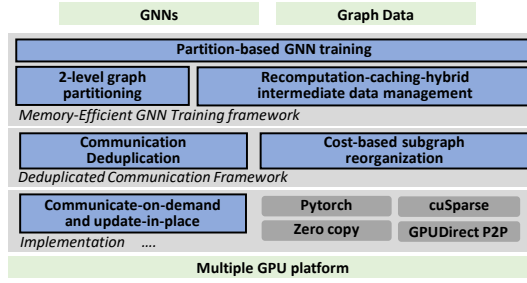 GNNs
Graph Data
Partition-based GNN training
2-level graph
partitioning
Recomputation-caching-hybrid
intermediate data management
Memory-Efficient GNN Training framework
Communication
Deduplication
Cost-based subgraph
reorganization
Deduplicated Communication Framework
Communicate-on-demand
and update-in-place
Pytorch
cuSparse
Zero copy
GPUDirect P2P
Implementation ....
Multiple GPU platform